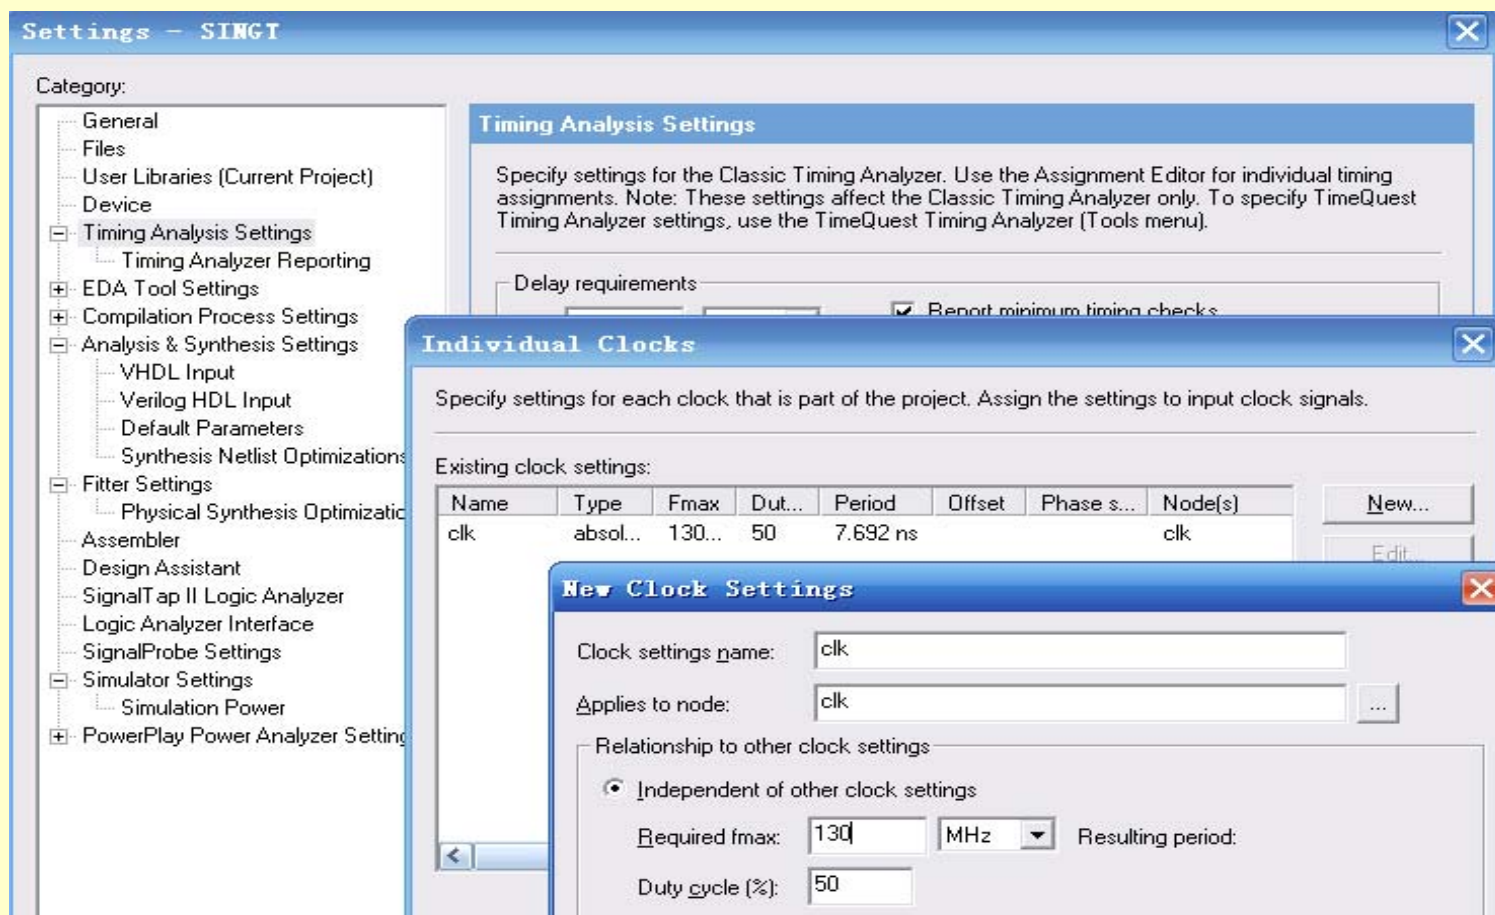 Settings - SINGT
Category:
General
Files
User Libraries (Current Project)
Device
Timing Analysis Settings
Timing Analyzer Reporting
EDA Tool Settings
Compilation Process Settings
Analysis & Synthesis Settings
VHDL Input
Verilog HDL Input
Default Parameters
Synthesis Netlist Optimizations
Fitter Settings
Physical Synthesis Optimizatio
Assembler
Design Assistant
SignalTap II Logic Analyzer
Logic Analyzer Interface
SignalProbe Settings
Simulator Settings
Simulation Power
PowerPlay Power Analyzer Setting
Timing Analysis Settings
Specify settings for the Classic Timing Analyzer. Use the Assignment Editor for individual timing
assignments. Note: These settings affect the Classic Timing Analyzer only. To specify TimeQuest
Timing Analyzer settings, use the TimeQuest Timing Analyzer (Tools menu).
Delay requirements
Report minimum timing checks
Individual Clocks
Specify settings for each clock that is part of the project. Assign the settings to input clock signals.
Existing clock settings:
Name Type Fmax Dut... Period Offset Phase s... Node(s)
clk absol... 130... 50 7.692 ns clk
New...
Edit...
New Clock Settings
Clock settings name: clk
Applies to node: clk ...
Relationship to other clock settings
Independent of other clock settings
Required fmax: 130 MHz Resulting period:
Duty cycle (%): 50